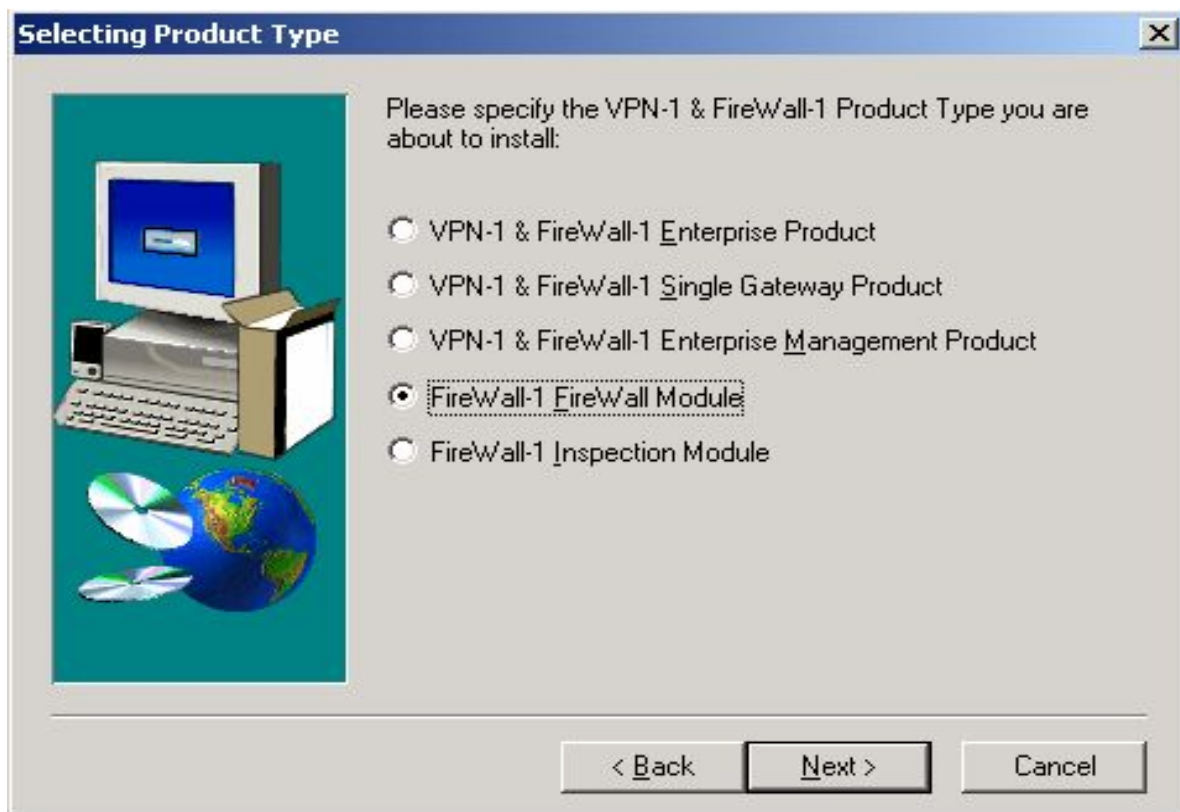 Selecting Product Type
Please specify the VPN-1 & FireWall-1 Product Type you are
about to install:
VPN-1 & FireWall-1 Enterprise Product
VPN-1 & FireWall-1 Single Gateway Product
VPN-1 & FireWall-1 Enterprise Management Product
FireWall-1 FireWall Module
FireWall-1 Inspection Module
< Back
Next >
Cancel